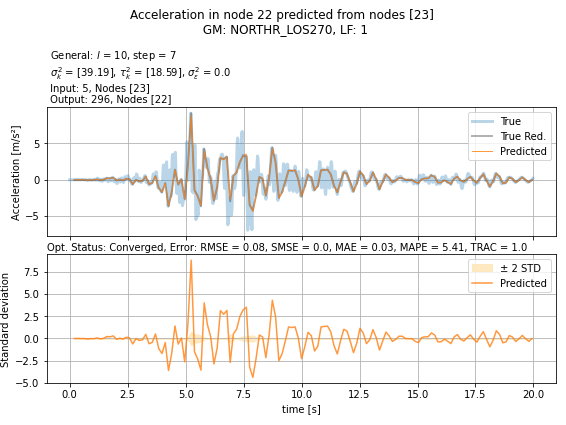 Acceleration in node 22 predicted from nodes [23]
GM: NORTHR_LOS270, LF: 1
General: l = 10, step = 7
σ²ₖ = [39.19], τ²ₖ = [18.59], σ²ε = 0.0
Input: 5, Nodes [23]
Output: 296, Nodes [22]
Acceleration [m/s²]
5
0
−5
True
True Red.
Predicted
Opt. Status: Converged, Error: RMSE = 0.08, SMSE = 0.0, MAE = 0.03, MAPE = 5.41, TRAC = 1.0
Standard deviation
7.5
5.0
2.5
0.0
−2.5
−5.0
± 2 STD
Predicted
0.0 2.5 5.0 7.5 10.0 12.5 15.0 17.5 20.0
time [s]